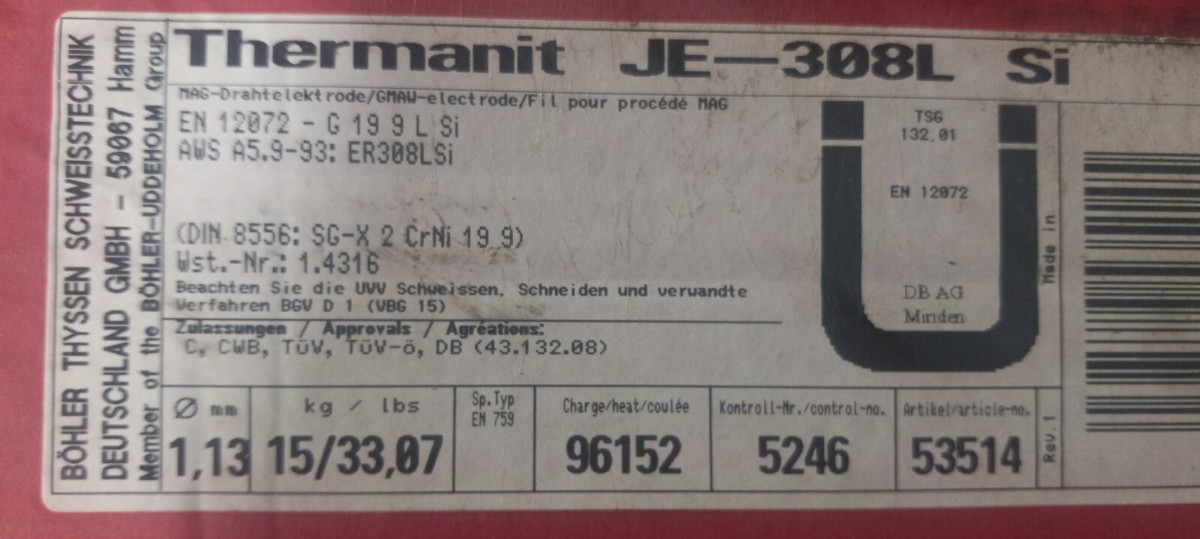 BÖHLER THYSSEN SCHWEISSTECHNIK
DEUTSCHLAND GMBH - 59067 Hamm
Member of the BÖHLER-UDDEHOLM Group
Thermanit JE-308L Si
MAG-Drahtelektrode/GMAW-electrode/Fil pour procédé MAG
EN 12072 - G 19 9 L Si
AWS A5.9-93: ER308LSi
(DIN 8556: SG-X 2 CrNi 19 9)
Wst.-Nr.: 1.4316
Beachten Sie die UVV Schweissen, Schneiden und verwandte
Verfahren BGV D 1 (VBG 15)
Zulassungen / Approvals / Agréations:
C, CWB, TüV, TüV-ö, DB (43.132.08)
TSG
132.01
EN 12072
DB AG
Minden
Made in
Ø mm
1,13
kg / lbs
15/33,07
Sp.Typ
EN 759
Charge/heat/coulée
96152
Kontroll-Nr./control-no.
5246
Artikel/article-no.
53514
Rev.1